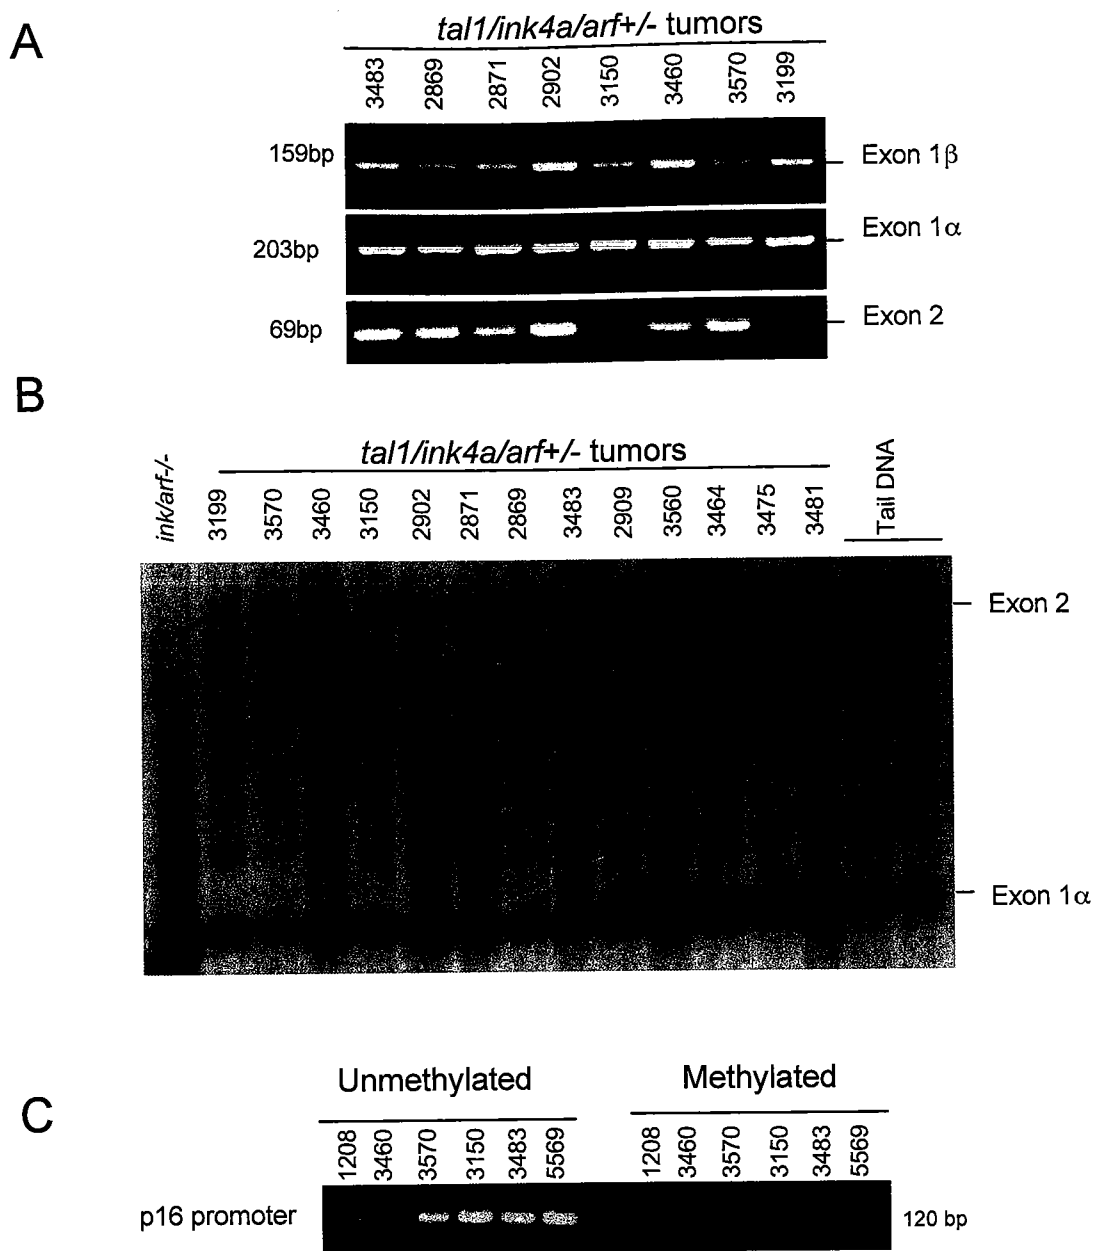 A
tal1/ink4a/arf+/- tumors
3483 2869 2871 2902 3150 3460 3570 3199
159bp Exon 1β
203bp Exon 1α
69bp Exon 2
B
tal1/ink4a/arf+/- tumors
ink/arf-/- 3199 3570 3460 3150 2902 2871 2869 3483 2909 3560 3464 3475 3481 Tail DNA
Exon 2
Exon 1α
C
Unmethylated Methylated
1208 3460 3570 3150 3483 5569 1208 3460 3570 3150 3483 5569
p16 promoter 120 bp